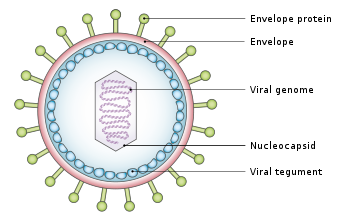 Envelope protein
Envelope
Viral genome
Nucleocapsid
Viral tegument